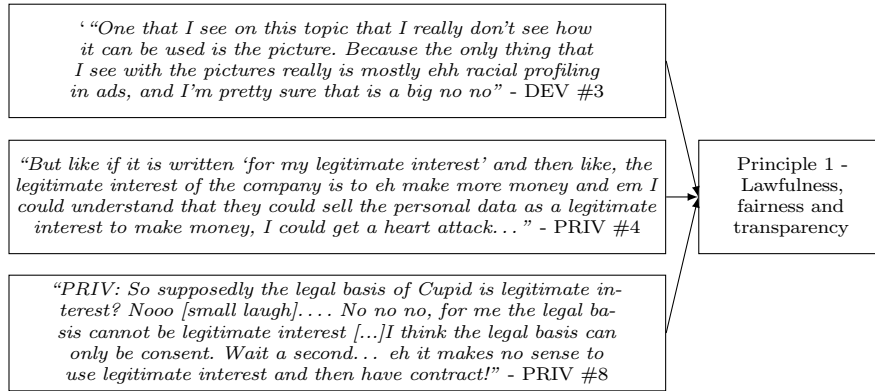 ‘ “One that I see on this topic that I really don’t see how
it can be used is the picture. Because the only thing that
I see with the pictures really is mostly ehh racial profiling
in ads, and I’m pretty sure that is a big no no” - DEV #3
“But like if it is written ‘for my legitimate interest’ and then like, the
legitimate interest of the company is to eh make more money and em I
could understand that they could sell the personal data as a legitimate
interest to make money, I could get a heart attack. . . ” - PRIV #4
“PRIV: So supposedly the legal basis of Cupid is legitimate in-
terest? Nooo [small laugh]. . . . No no no, for me the legal ba-
sis cannot be legitimate interest [...]I think the legal basis can
only be consent. Wait a second. . . eh it makes no sense to
use legitimate interest and then have contract!” - PRIV #8
Principle 1 -
Lawfulness,
fairness and
transparency